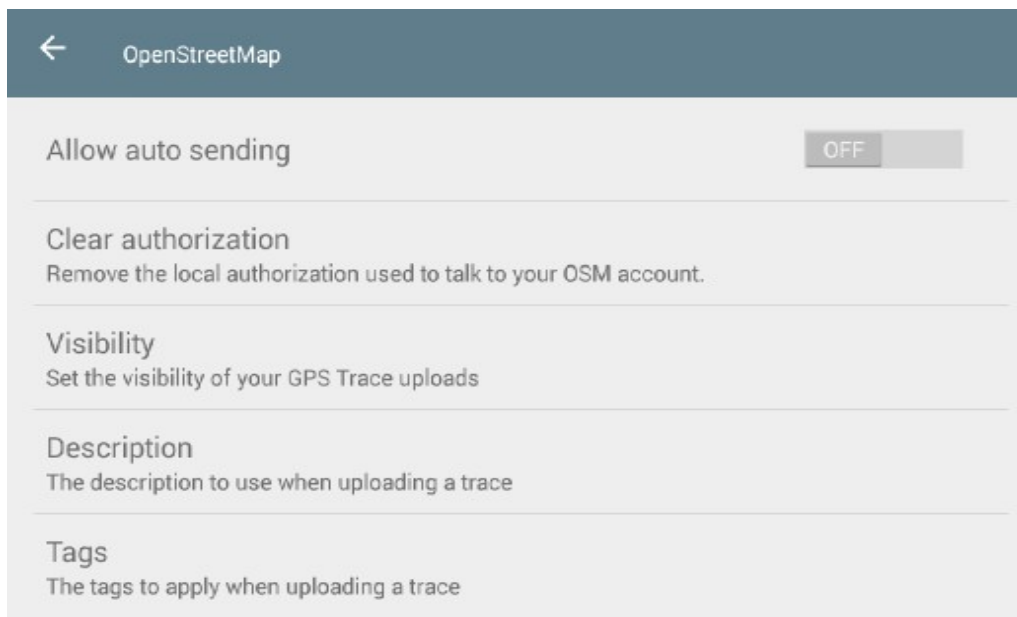 OpenStreetMap
Allow auto sending
OFF
Clear authorization
Remove the local authorization used to talk to your OSM account.
Visibility
Set the visibility of your GPS Trace uploads
Description
The description to use when uploading a trace
Tags
The tags to apply when uploading a trace